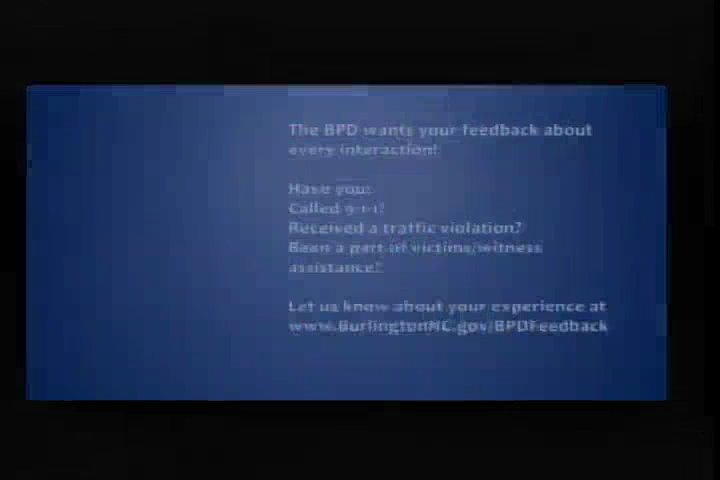 The BPD wants your feedback about
every interaction!
Have you:
Called 9-1-1?
Received a traffic violation?
Been a part of victims/witness
assistance?
Let us know about your experience at
www.BurlingtonNC.gov/BPDFeedback